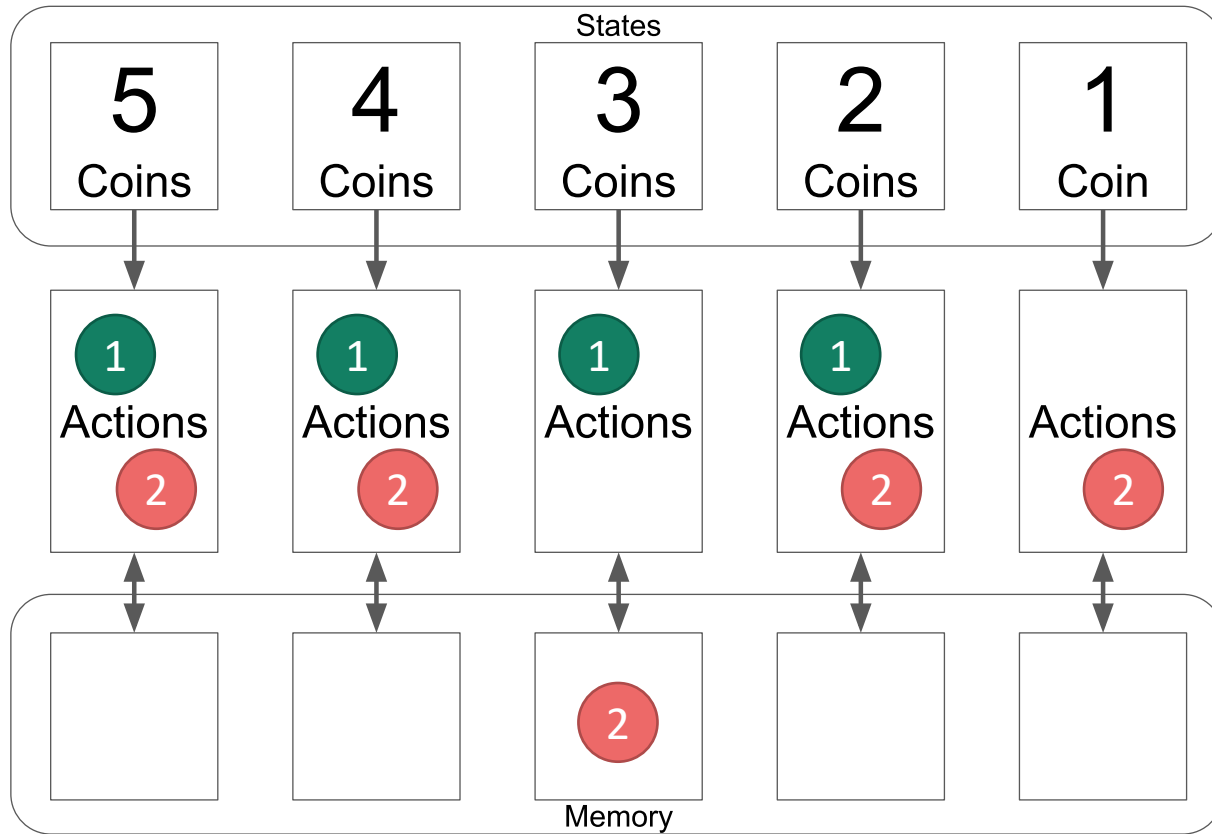 States
5 4 3 2 1
Coins Coins Coins Coins Coin
1 1 1 1
Actions Actions Actions Actions Actions
2 2 2 2
2
Memory